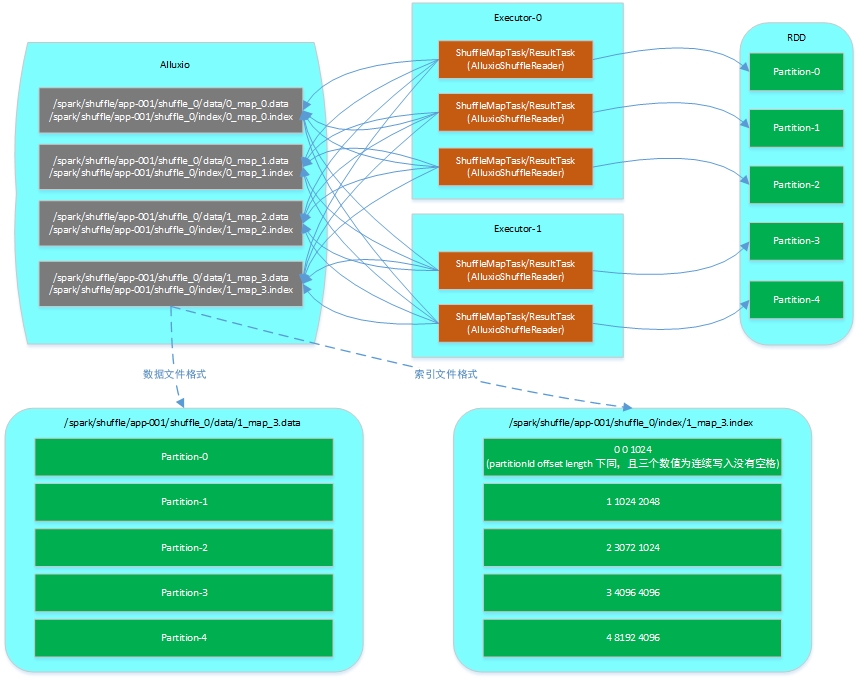 Alluxio
/spark/shuffle/app-001/shuffle_0/data/0_map_0.data
/spark/shuffle/app-001/shuffle_0/index/0_map_0.index
/spark/shuffle/app-001/shuffle_0/data/0_map_1.data
/spark/shuffle/app-001/shuffle_0/index/0_map_1.index
/spark/shuffle/app-001/shuffle_0/data/1_map_2.data
/spark/shuffle/app-001/shuffle_0/index/1_map_2.index
/spark/shuffle/app-001/shuffle_0/data/1_map_3.data
/spark/shuffle/app-001/shuffle_0/index/1_map_3.index
Executor-0
ShuffleMapTask/ResultTask
(AlluxioShuffleReader)
ShuffleMapTask/ResultTask
(AlluxioShuffleReader)
ShuffleMapTask/ResultTask
(AlluxioShuffleReader)
Executor-1
ShuffleMapTask/ResultTask
(AlluxioShuffleReader)
ShuffleMapTask/ResultTask
(AlluxioShuffleReader)
RDD
Partition-0
Partition-1
Partition-2
Partition-3
Partition-4
数据文件格式
索引文件格式
/spark/shuffle/app-001/shuffle_0/data/1_map_3.data
Partition-0
Partition-1
Partition-2
Partition-3
Partition-4
/spark/shuffle/app-001/shuffle_0/index/1_map_3.index
0 0 1024
(partitionId offset length 下同，且三个数值为连续写入没有空格)
1 1024 2048
2 3072 1024
3 4096 4096
4 8192 4096